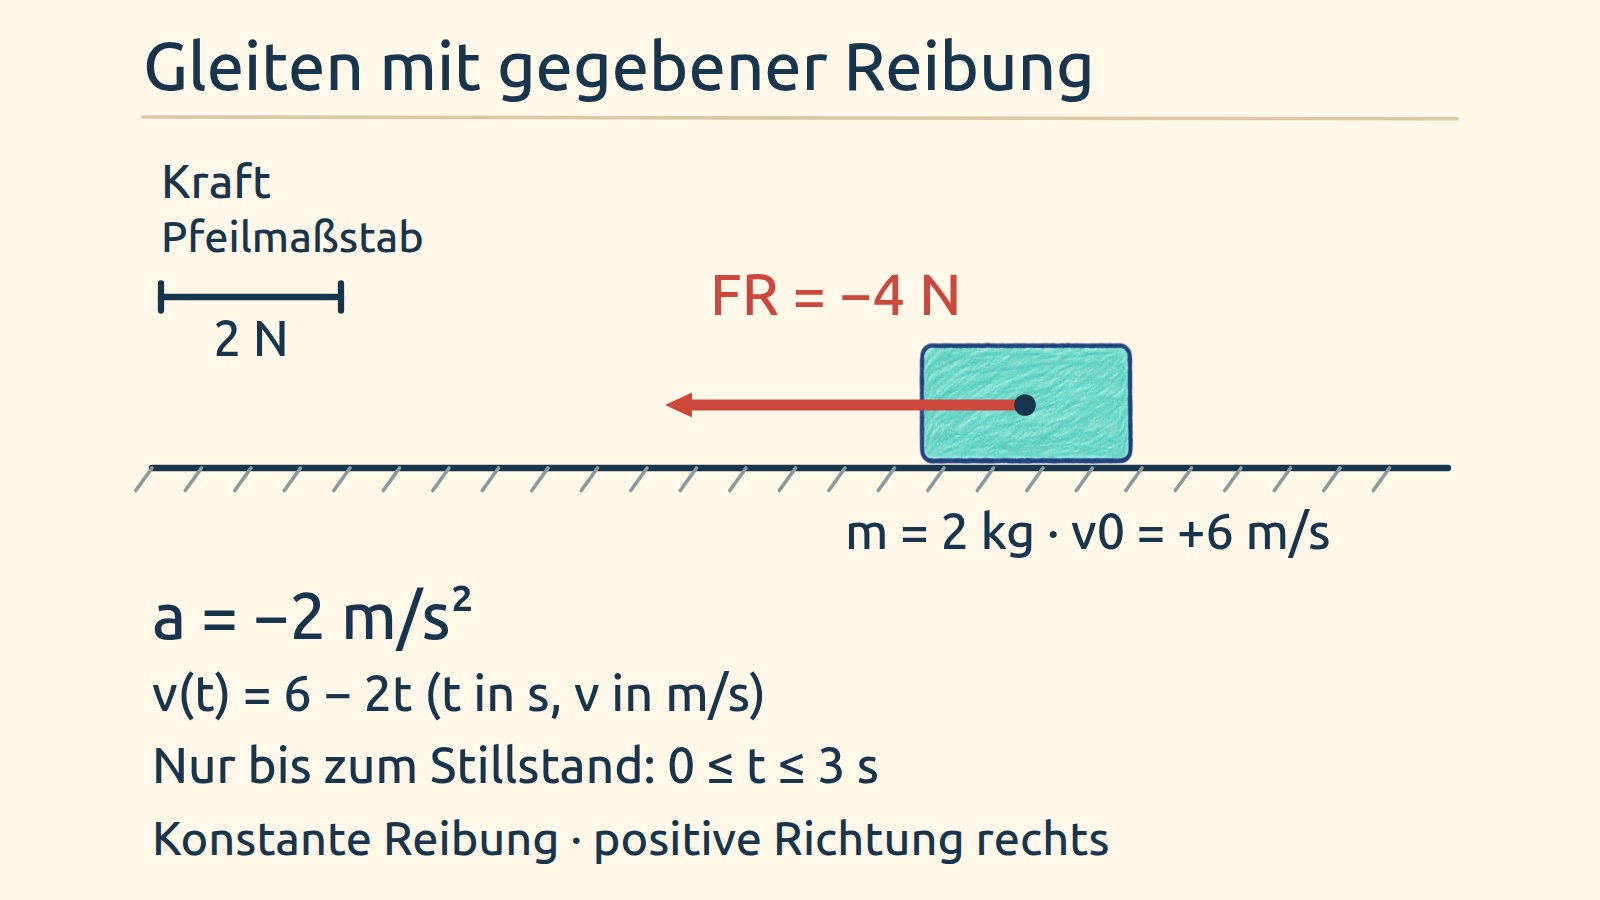 Gleiten mit gegebener Reibung
Kraft
Pfeilmaßstab
2 N
FR = −4 N
m = 2 kg · v0 = +6 m/s
a = −2 m/s²
v(t) = 6 − 2t (t in s, v in m/s)
Nur bis zum Stillstand: 0 ≤ t ≤ 3 s
Konstante Reibung · positive Richtung rechts